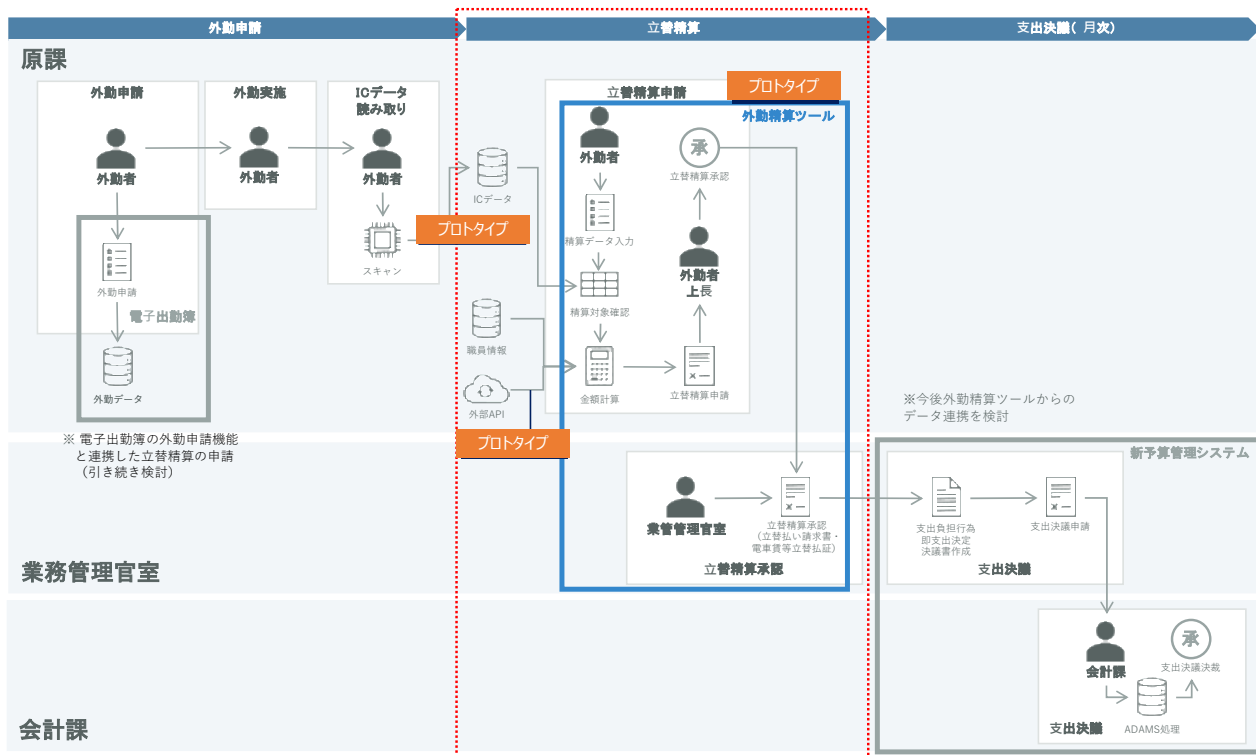 外勤申請
立替精算
支出決議( 月次)
原課
外勤申請
外勤者
外勤申請
電子出勤簿
外勤データ
※ 電子出勤簿の外勤申請機能
と連携した立替精算の申請
（引き続き検討）
外勤実施
外勤者
ICデータ
読み取り
外勤者
スキャン
プロトタイプ
ICデータ
職員情報
外部API
プロトタイプ
立替精算申請
プロトタイプ
外勤精算ツール
外勤者
精算データ入力
精算対象確認
金額計算
立替精算申請
外勤者
上長
承
立替精算承認
業務管理官室
業管管理官室
立替精算承認
（立替払い請求書・
電車賃等立替払証）
立替精算承認
※今後外勤精算ツールからの
データ連携を検討
新予算管理システム
支出負担行為
即支出決定
決議書作成
支出決議申請
支出決議
会計課
会計課
承
支出決議決裁
ADAMS処理
支出決議